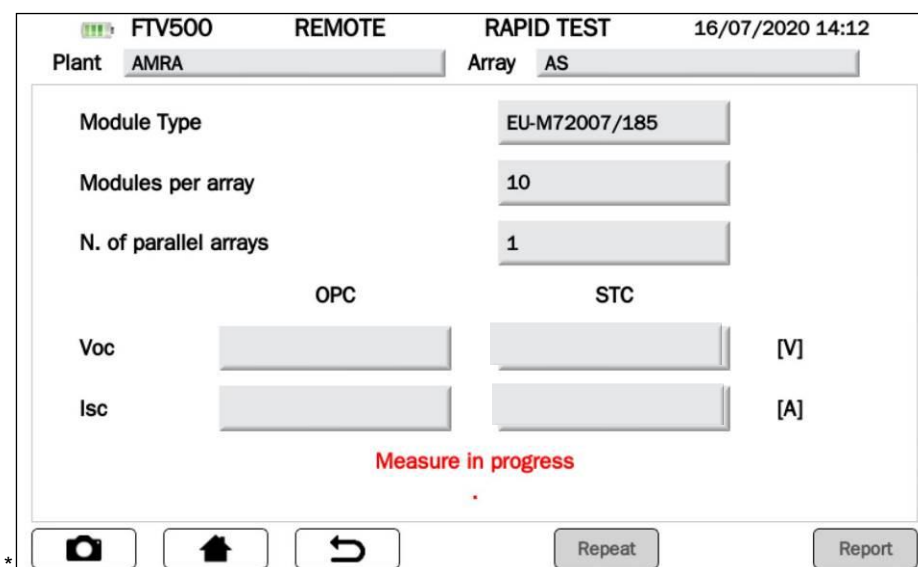 FTV500 REMOTE RAPID TEST 16/07/2020 14:12
Plant AMRA Array AS
Module Type EU-M72007/185
Modules per array 10
N. of parallel arrays 1
OPC STC
Voc [V]
Isc [A]
Measure in progress
.
* Repeat Report